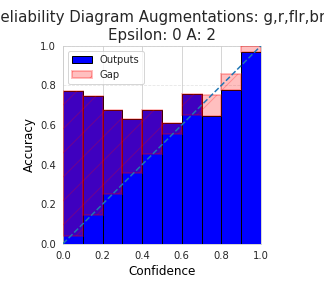 eliability Diagram Augmentations: g,r,flr,br
Epsilon: 0 A: 2
1.0
0.8
0.6
0.4
0.2
0.0
Accuracy
Outputs
Gap
0.0 0.2 0.4 0.6 0.8 1.0
Confidence